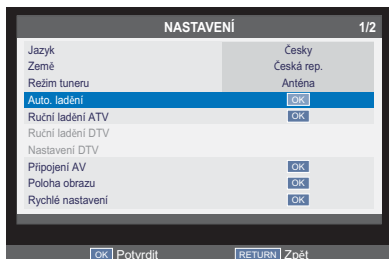 NASTAVENÍ 1/2
Jazyk Česky
Země Česká rep.
Režim tuneru Anténa
Auto. ladění OK
Ruční ladění ATV OK
Ruční ladění DTV
Nastavení DTV
Připojení AV OK
Poloha obrazu OK
Rychlé nastavení OK
OK Potvrdit RETURN Zpět